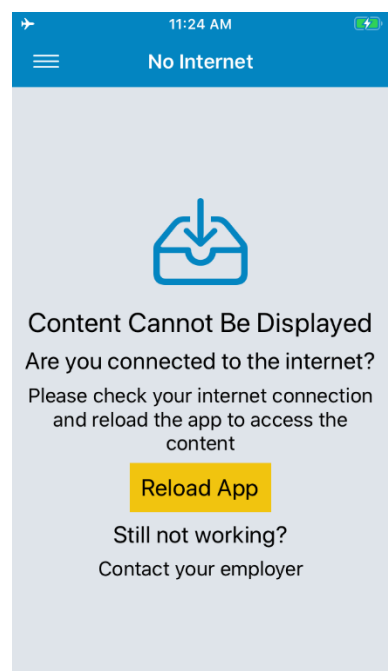 11:24 AM
No Internet
Content Cannot Be Displayed
Are you connected to the internet?
Please check your internet connection
and reload the app to access the
content
Reload App
Still not working?
Contact your employer